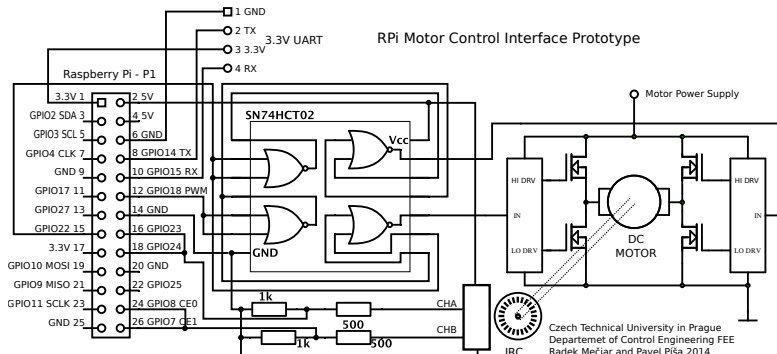 1 GND
2 TX
3 3.3V
4 RX
3.3V UART
RPi Motor Control Interface Prototype
Raspberry Pi - P1
3.3V 1
2 5V
GPIO2 SDA 3
4 5V
GPIO3 SCL 5
6 GND
GPIO4 CLK 7
8 GPIO14 TX
GND 9
10 GPIO15 RX
GPIO17 11
12 GPIO18 PWM
GPIO27 13
14 GND
GPIO22 15
16 GPIO23
3.3V 17
18 GPIO24
GPIO10 MOSI 19
20 GND
GPIO9 MISO 21
22 GPIO25
GPIO11 SCLK 23
24 GPIO8 CE0
GND 25
26 GPIO7 CE1
SN74HCT02
Vcc
GND
1k
500
CHA
1k
500
CHB
Motor Power Supply
HI DRV
IN
LO DRV
DC
MOTOR
HI DRV
IN
LO DRV
IRC
Czech Technical University in Prague
Departemet of Control Engineering FEE
Radek Mečiar and Pavel Píša 2014